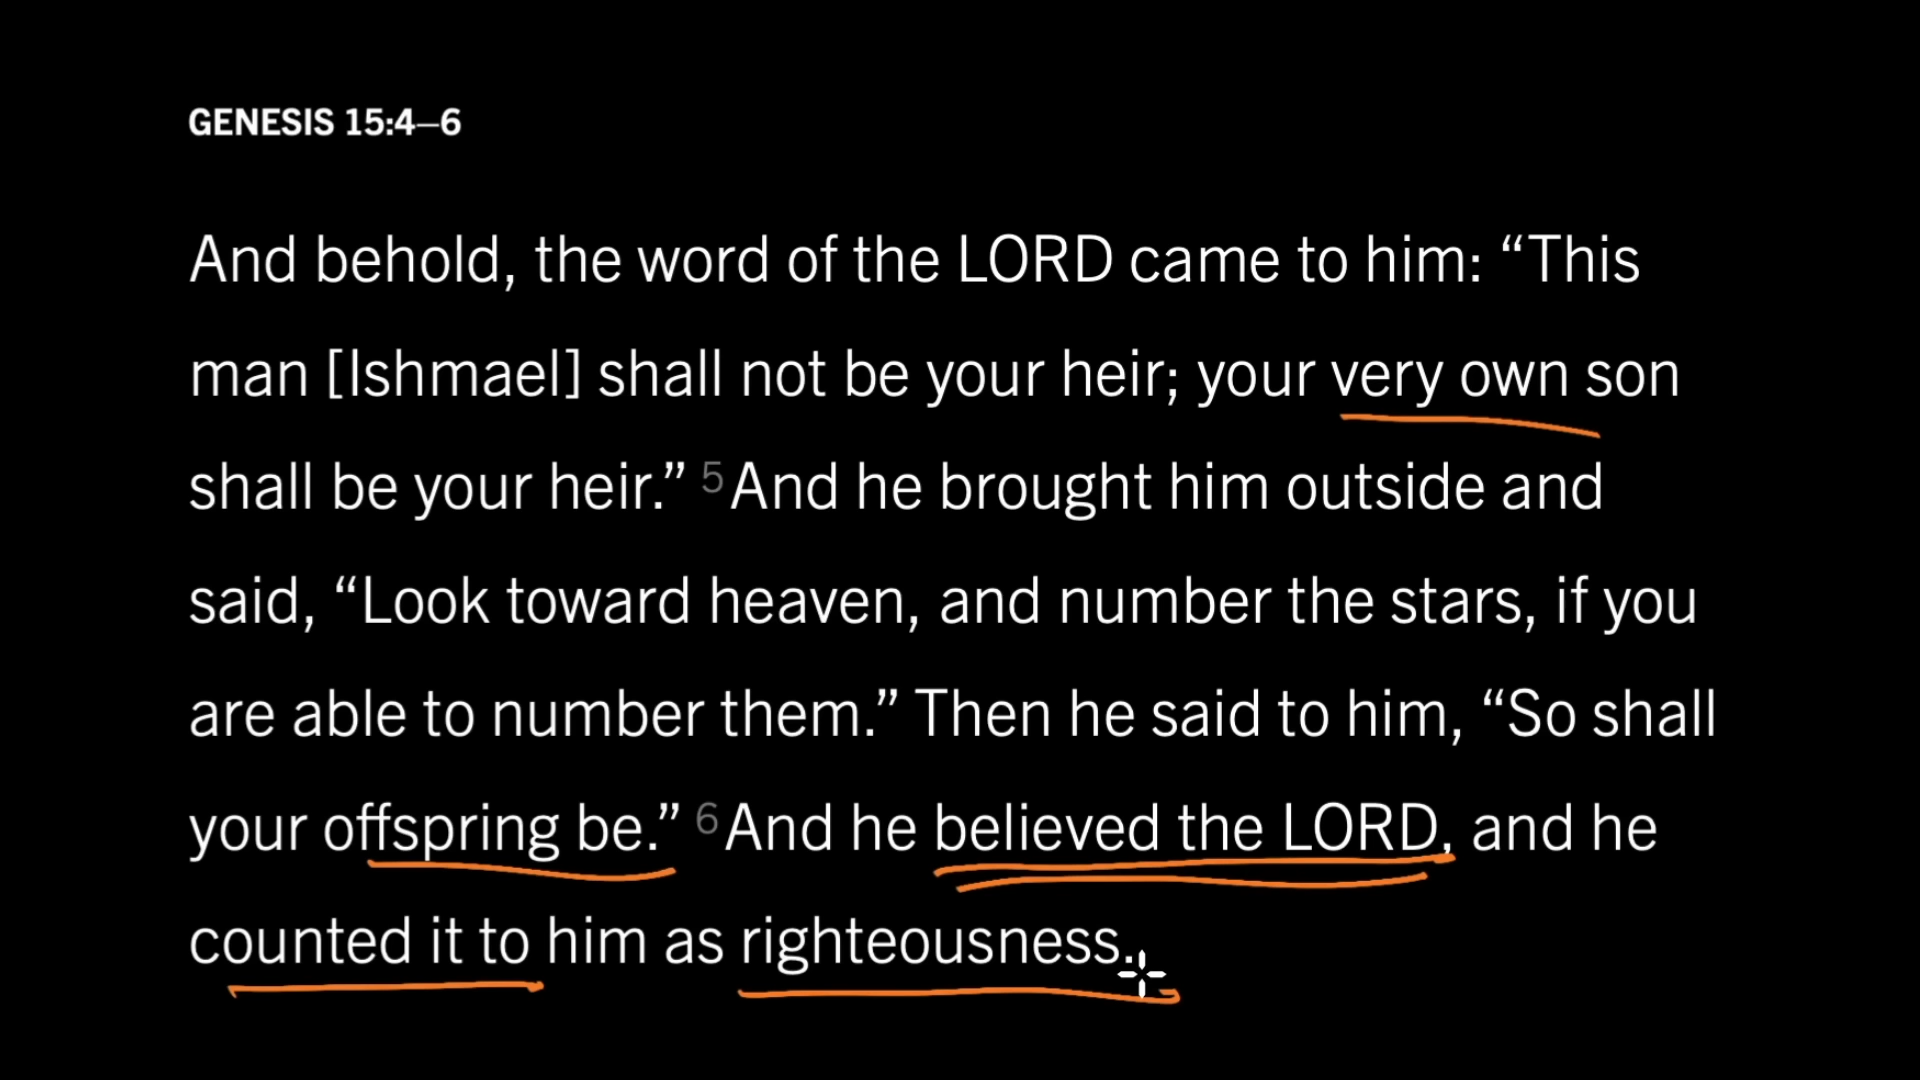 GENESIS 15:4–6
And behold, the word of the LORD came to him: “This
man [Ishmael] shall not be your heir; your very own son
shall be your heir.” 5 And he brought him outside and
said, “Look toward heaven, and number the stars, if you
are able to number them.” Then he said to him, “So shall
your offspring be.” 6 And he believed the LORD, and he
counted it to him as righteousness.